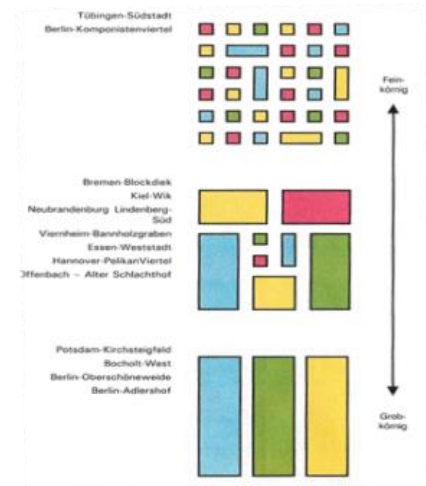 Tübingen-Südstadt
Berlin-Komponistenviertel
Fein-
körnig
Bremen-Blockdiek
Kiel-Wik
Neubrandenburg Lindenberg-
Süd
Viernheim-Bannholzgraben
Essen-Weststadt
Hannover-PelikanViertel
Offenbach – Alter Schlachthof
Potsdam-Kirchsteigfeld
Bocholt-West
Berlin-Oberschöneweide
Berlin-Adlershof
Grob-
körnig